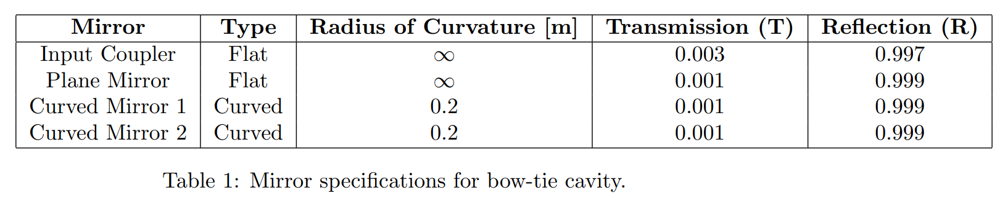 Mirror Type Radius of Curvature [m] Transmission (T) Reflection (R)
Input Coupler Flat ∞ 0.003 0.997
Plane Mirror Flat ∞ 0.001 0.999
Curved Mirror 1 Curved 0.2 0.001 0.999
Curved Mirror 2 Curved 0.2 0.001 0.999
Table 1: Mirror specifications for bow-tie cavity.